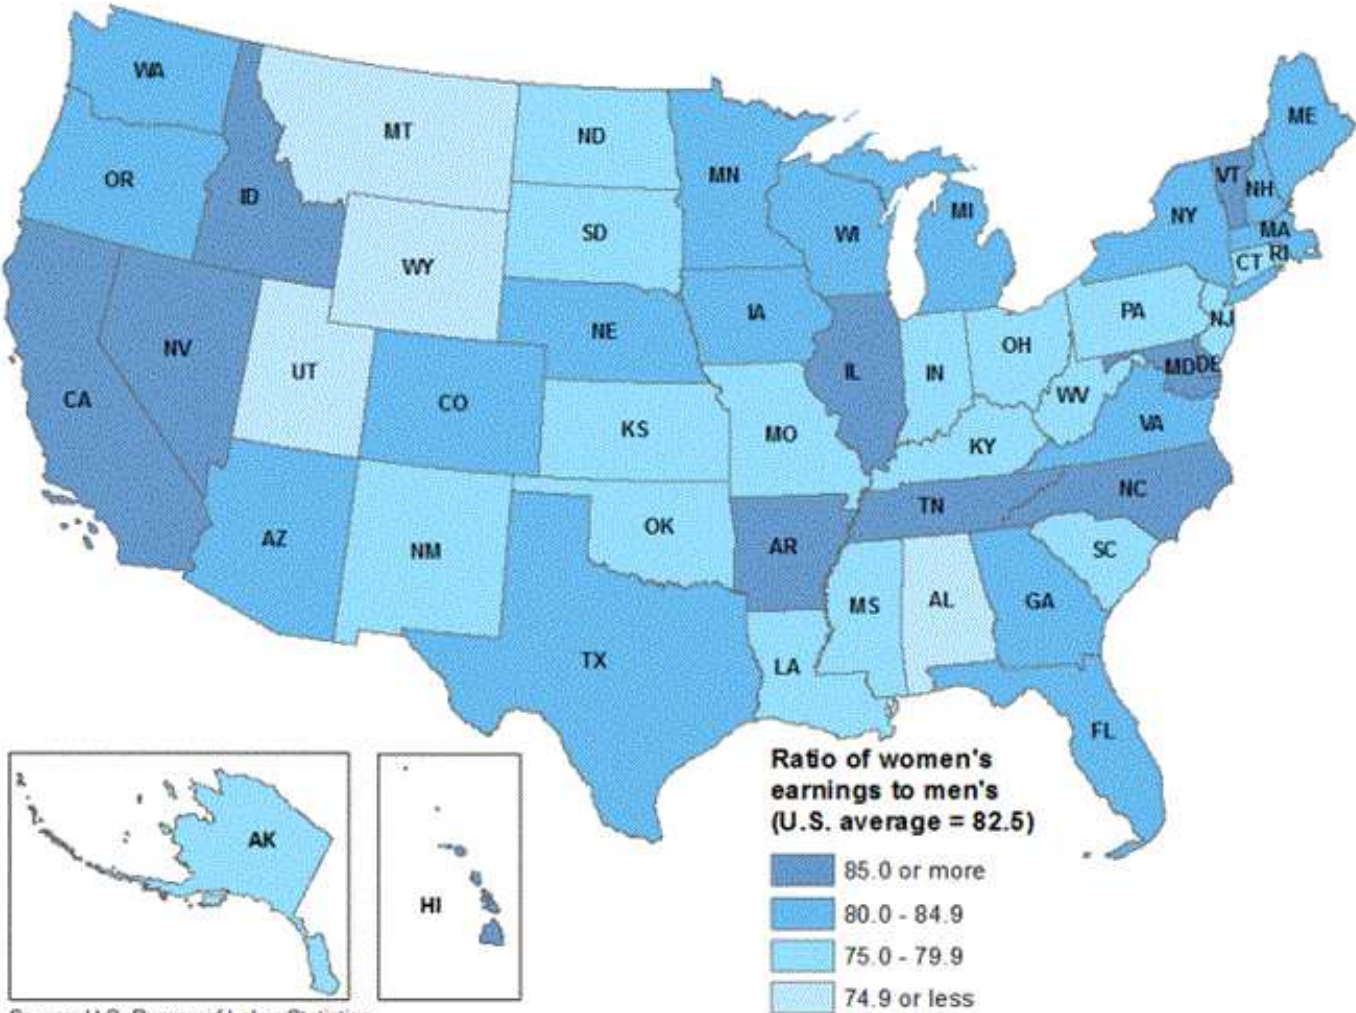 WA
MT
ND
MN
ME
OR
ID
SD
WI
MI
NY
VT
NH
MA
CT
RI
WY
NE
IA
PA
NJ
NV
UT
CO
IL
IN
OH
MD
DE
CA
KS
MO
WV
VA
KY
AZ
NM
OK
AR
TN
NC
SC
MS
AL
GA
TX
LA
FL
AK
HI
Ratio of women's
earnings to men's
(U.S. average = 82.5)
85.0 or more
80.0 - 84.9
75.0 - 79.9
74.9 or less